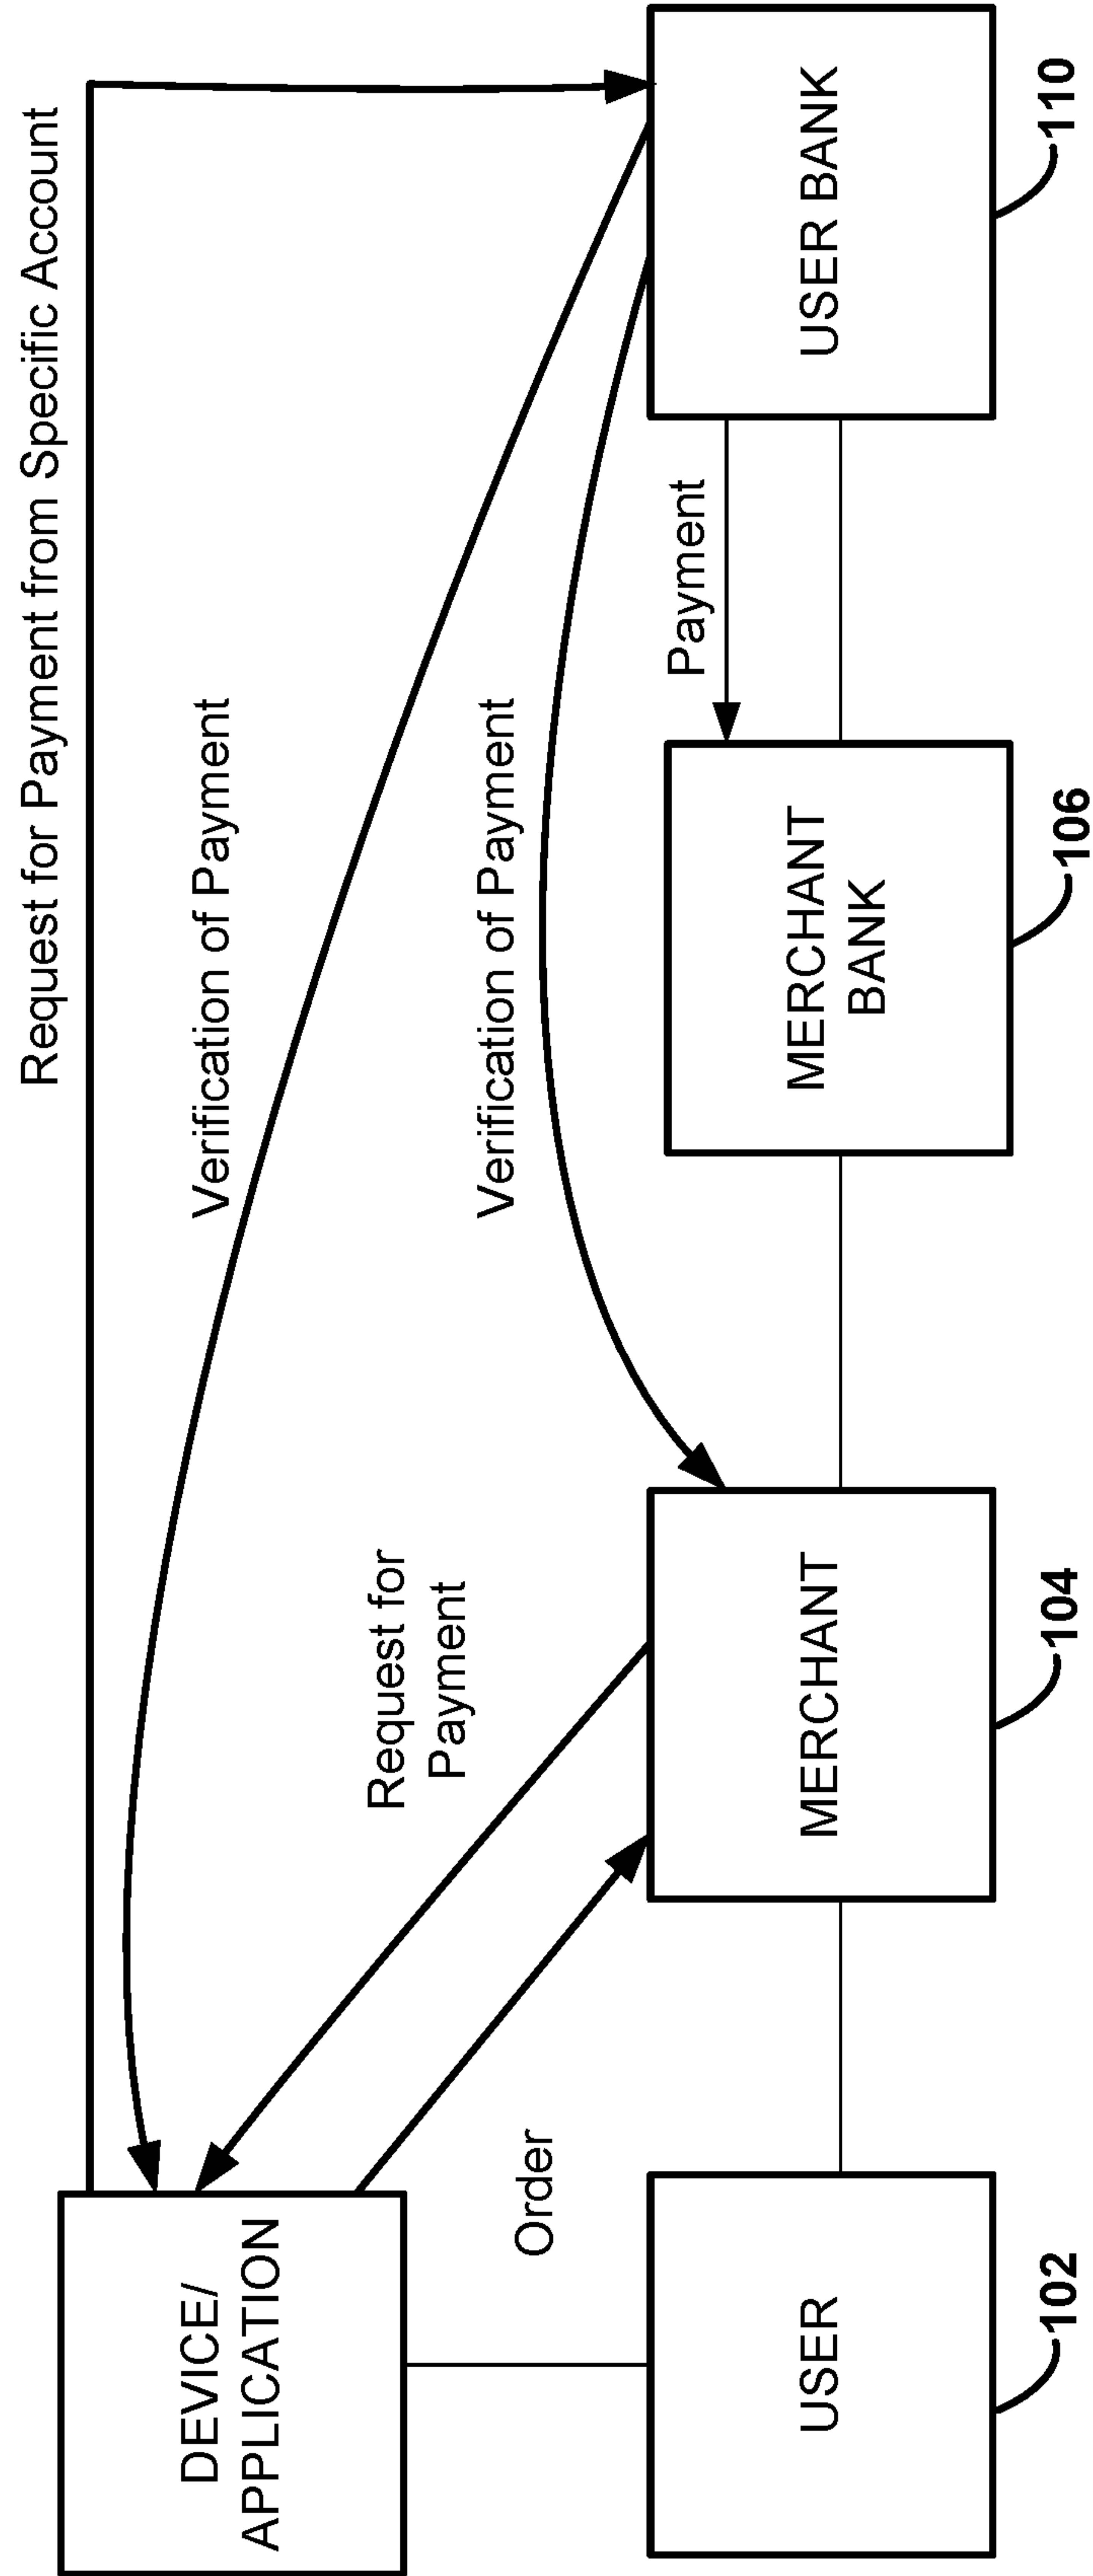 Request for Payment from Specific Account
Verification of Payment
DEVICE/
APPLICATION
Request for
Payment
Verification of Payment
Order
Payment
USER
MERCHANT
MERCHANT
BANK
USER BANK
102
104
106
110